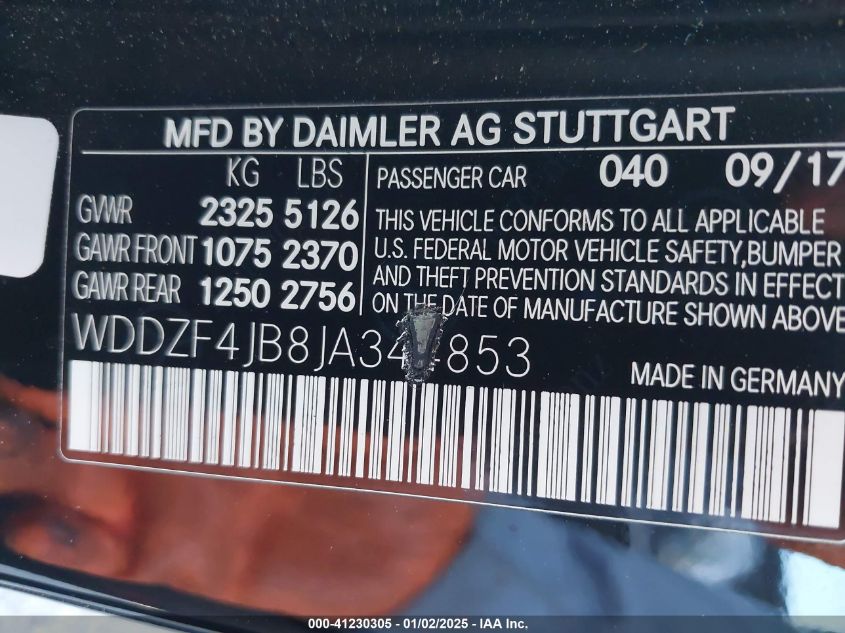 MFD BY DAIMLER AG STUTTGART
KG LBS
GVWR 2325 5126
GAWR FRONT 1075 2370
GAWR REAR 1250 2756
PASSENGER CAR 040 09/17
THIS VEHICLE CONFORMS TO ALL APPLICABLE
U.S. FEDERAL MOTOR VEHICLE SAFETY,BUMPER
AND THEFT PREVENTION STANDARDS IN EFFECT
ON THE DATE OF MANUFACTURE SHOWN ABOVE
WDDZF4JB8JA344853
MADE IN GERMANY
000-41230305 - 01/02/2025 - IAA Inc.